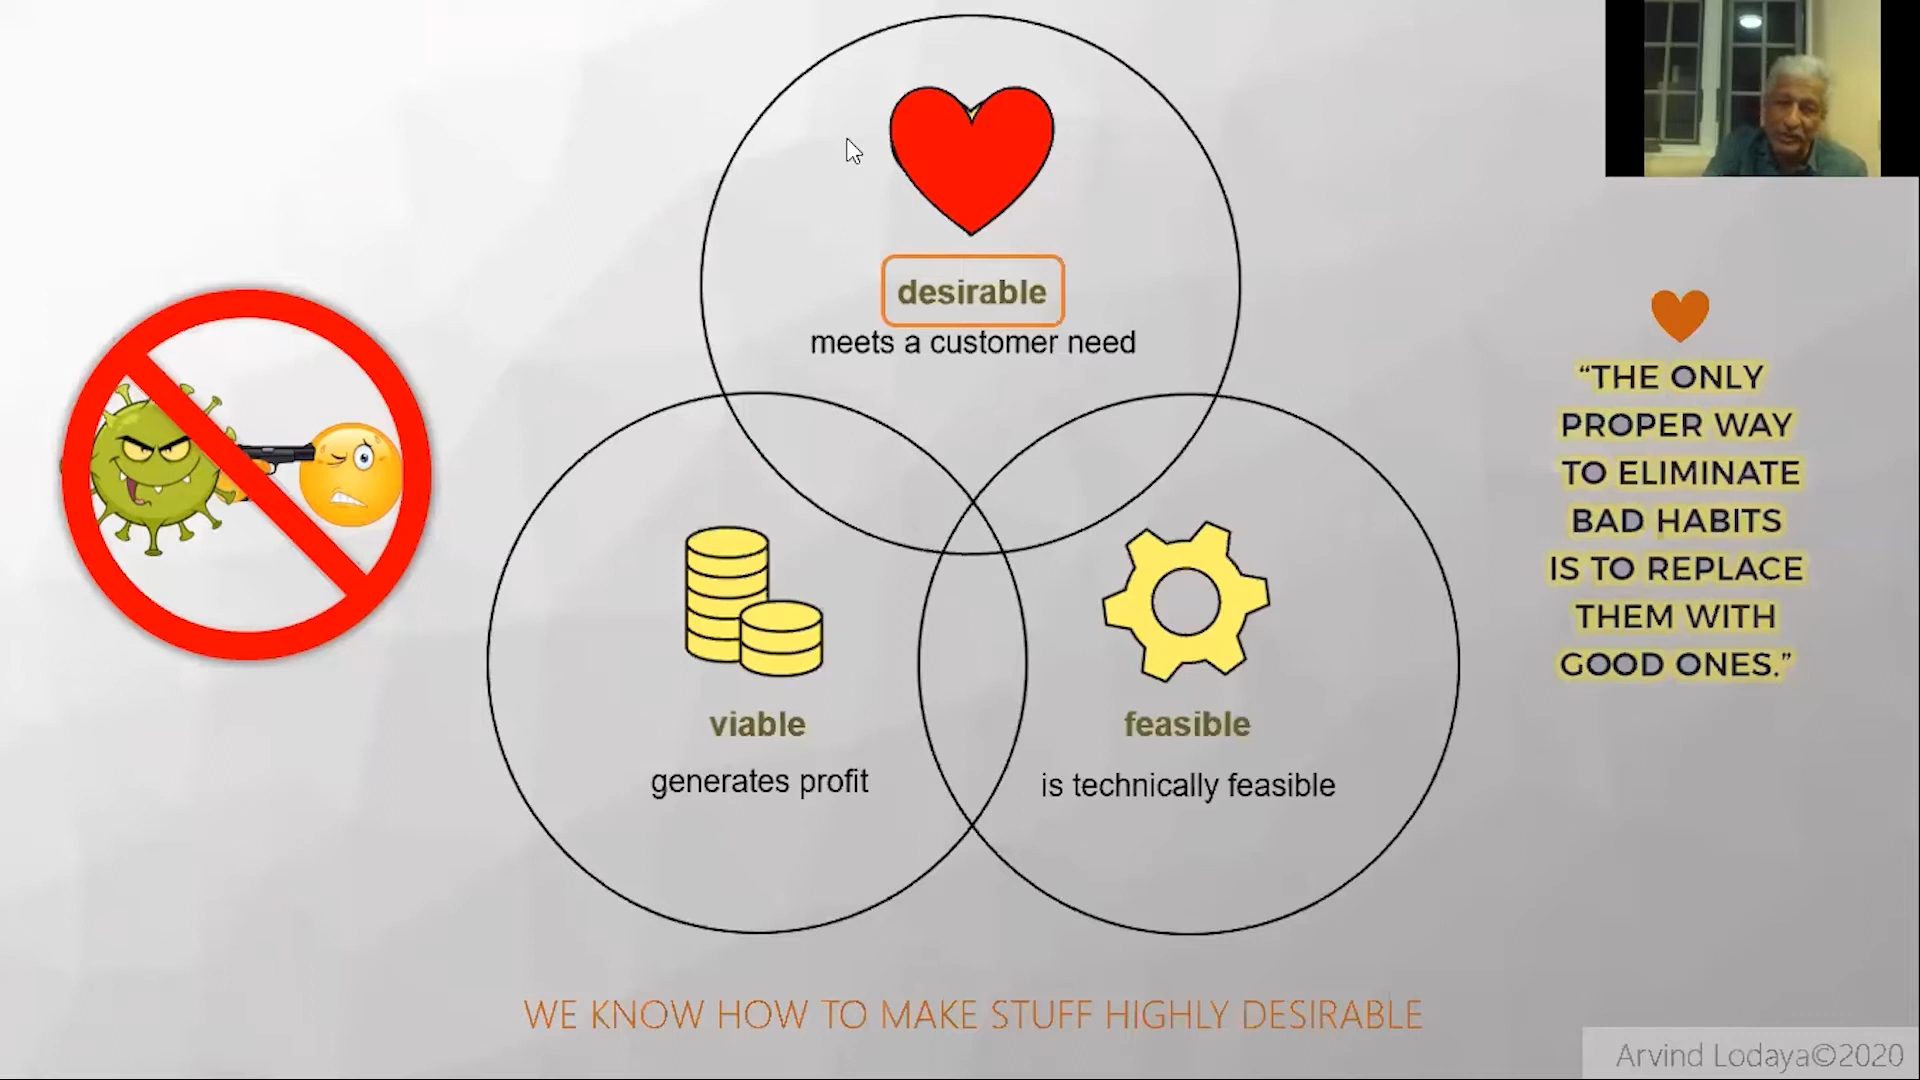 desirable
meets a customer need
viable
generates profit
feasible
is technically feasible
“THE ONLY
PROPER WAY
TO ELIMINATE
BAD HABITS
IS TO REPLACE
THEM WITH
GOOD ONES.”
WE KNOW HOW TO MAKE STUFF HIGHLY DESIRABLE
Arvind Lodaya©2020